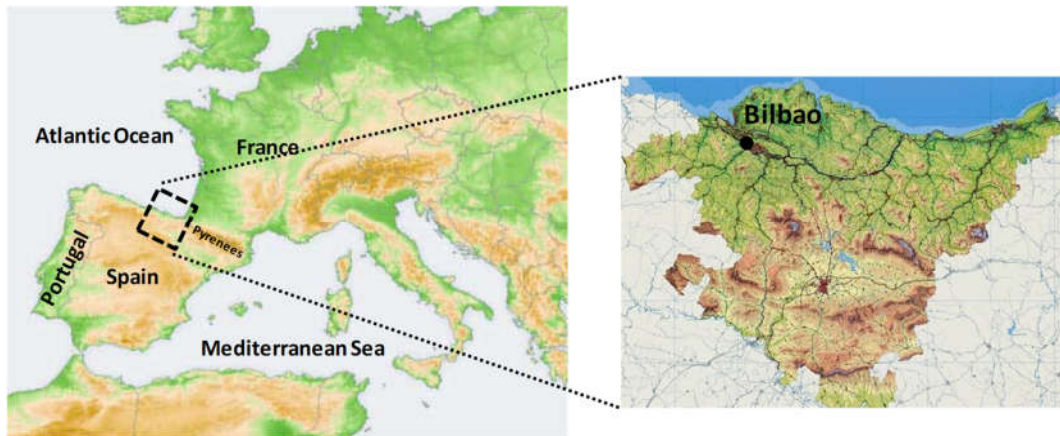 Atlantic Ocean
France
Pyrenees
Portugal
Spain
Mediterranean Sea
Bilbao